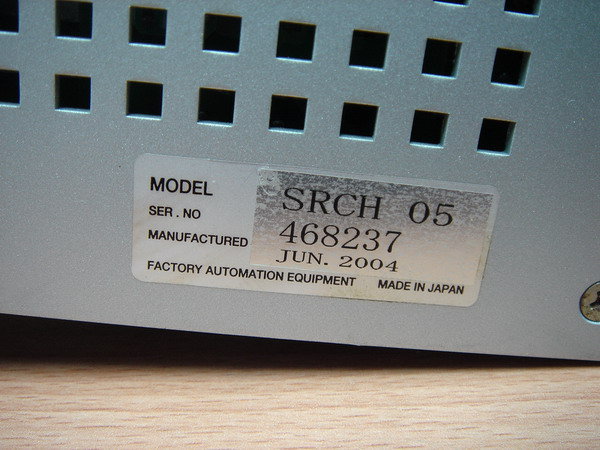 MODEL SRCH 05
SER . NO 468237
MANUFACTURED JUN. 2004
FACTORY AUTOMATION EQUIPMENT MADE IN JAPAN